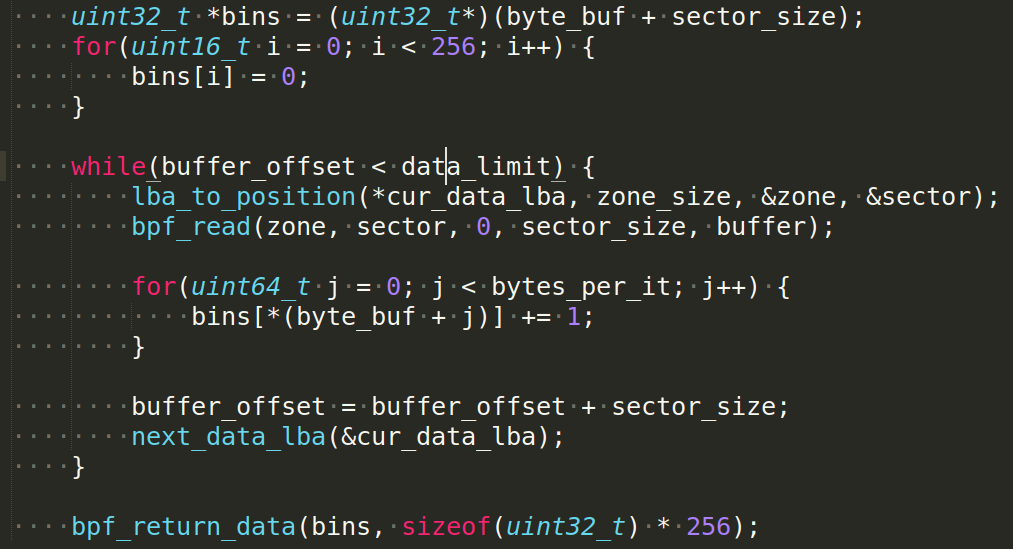 uint32_t *bins = (uint32_t*)(byte_buf + sector_size);
for(uint16_t i = 0; i < 256; i++) {
bins[i] = 0;
}
while(buffer_offset < data_limit) {
lba_to_position(*cur_data_lba, zone_size, &zone, &sector);
bpf_read(zone, sector, 0, sector_size, buffer);
for(uint64_t j = 0; j < bytes_per_it; j++) {
bins[*(byte_buf + j)] += 1;
}
buffer_offset = buffer_offset + sector_size;
next_data_lba(&cur_data_lba);
}
bpf_return_data(bins, sizeof(uint32_t) * 256);